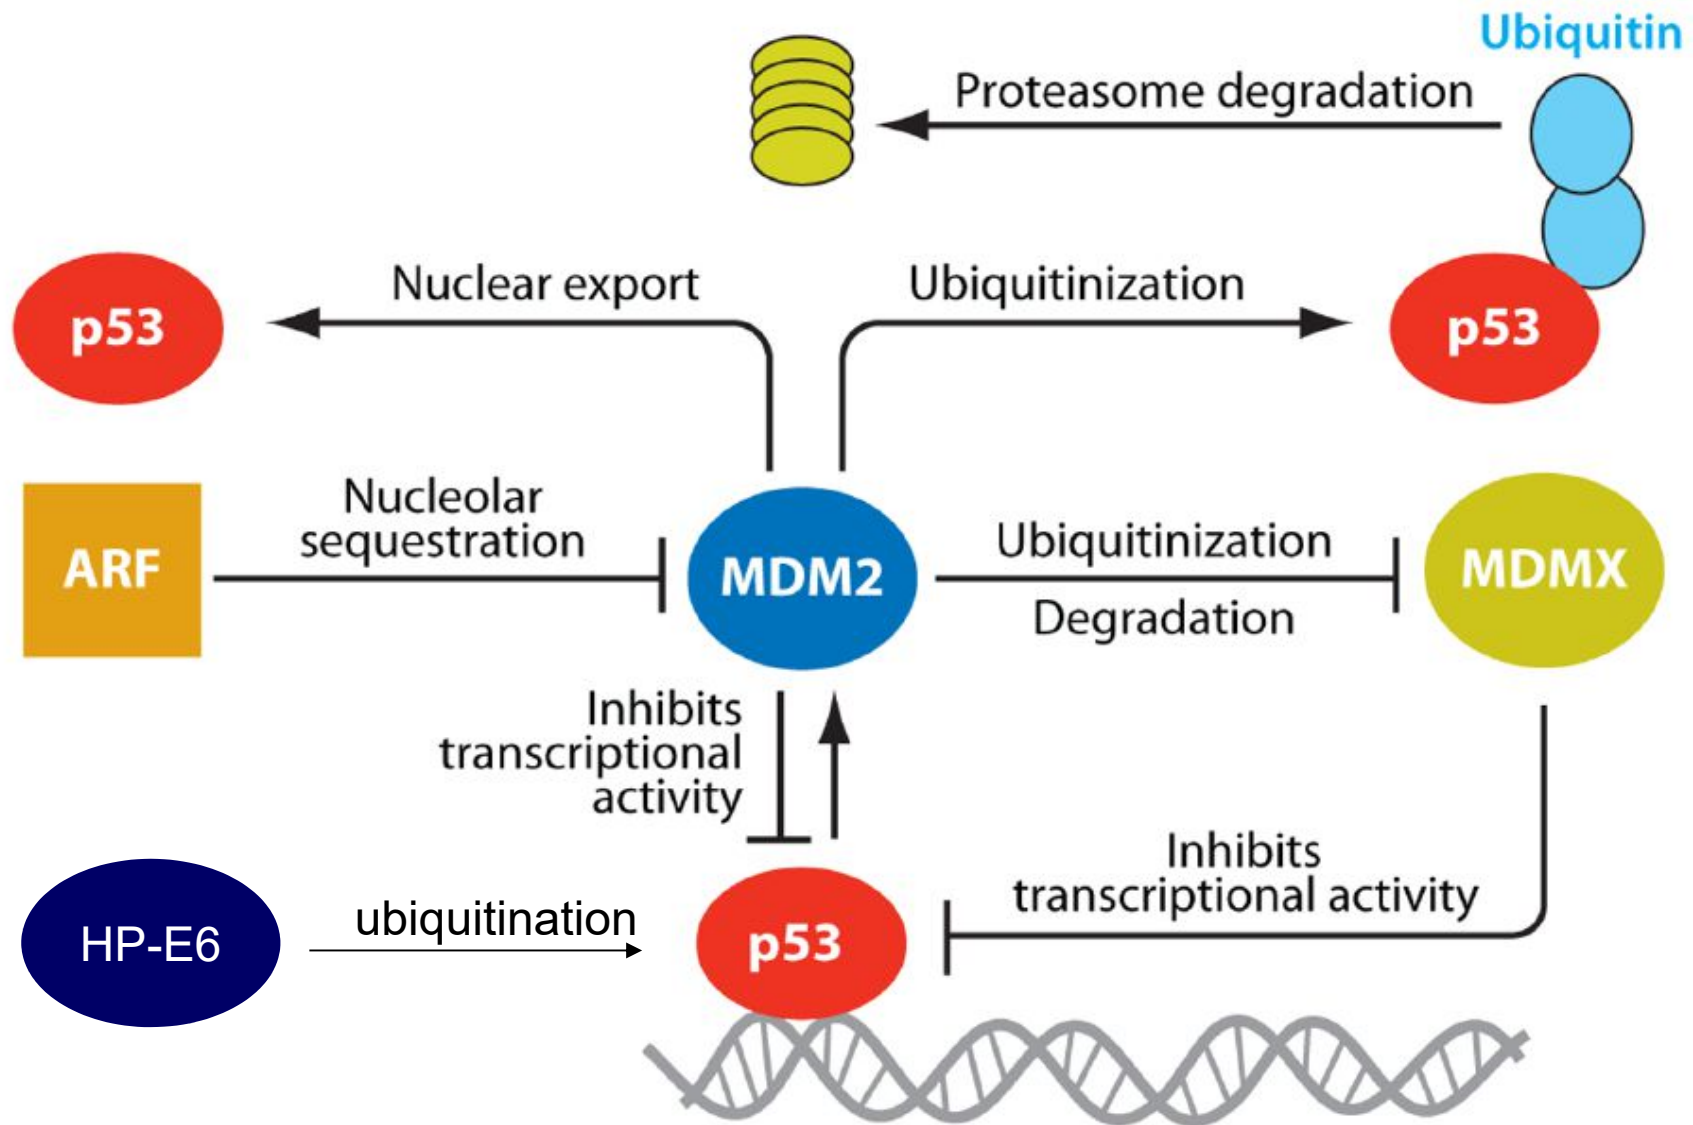 Ubiquitin
Proteasome degradation
Nuclear export
Ubiquitinization
p53
p53
Nucleolar
sequestration
ARF
MDM2
Ubiquitinization
Degradation
MDMX
Inhibits
transcriptional
activity
Inhibits
transcriptional activity
HP-E6
ubiquitination
p53